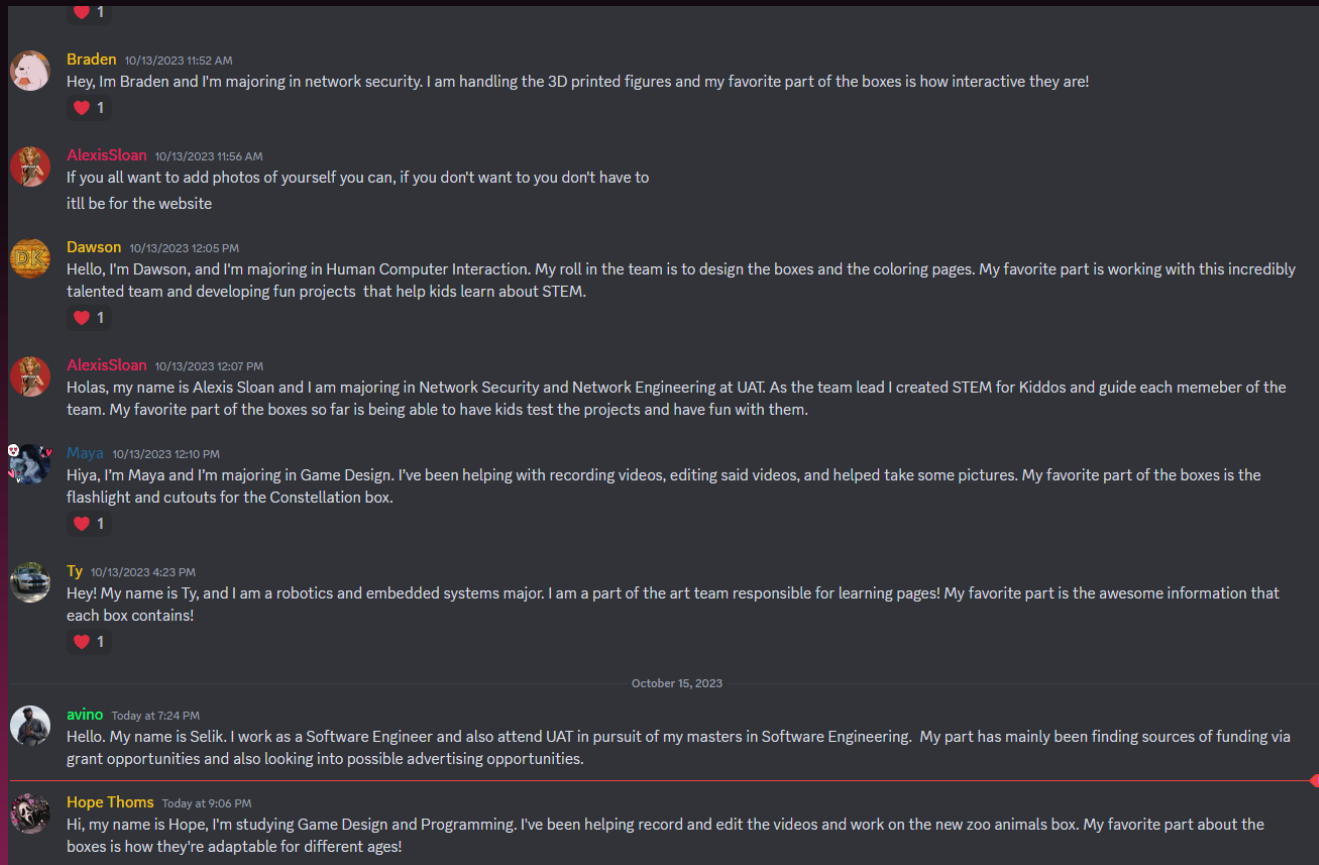 1
Braden 10/13/2023 11:52 AM
Hey, Im Braden and I'm majoring in network security. I am handling the 3D printed figures and my favorite part of the boxes is how interactive they are!
1
AlexisSloan 10/13/2023 11:56 AM
If you all want to add photos of yourself you can, if you don't want to you don't have to
itll be for the website
DK
Dawson 10/13/2023 12:05 PM
Hello, I'm Dawson, and I'm majoring in Human Computer Interaction. My roll in the team is to design the boxes and the coloring pages. My favorite part is working with this incredibly
talented team and developing fun projects  that help kids learn about STEM.
1
AlexisSloan 10/13/2023 12:07 PM
Holas, my name is Alexis Sloan and I am majoring in Network Security and Network Engineering at UAT. As the team lead I created STEM for Kiddos and guide each memeber of the
team. My favorite part of the boxes so far is being able to have kids test the projects and have fun with them.
Maya 10/13/2023 12:10 PM
Hiya, I'm Maya and I'm majoring in Game Design. I've been helping with recording videos, editing said videos, and helped take some pictures. My favorite part of the boxes is the
flashlight and cutouts for the Constellation box.
1
Ty 10/13/2023 4:23 PM
Hey! My name is Ty, and I am a robotics and embedded systems major. I am a part of the art team responsible for learning pages! My favorite part is the awesome information that
each box contains!
1
October 15, 2023
avino Today at 7:24 PM
Hello. My name is Selik. I work as a Software Engineer and also attend UAT in pursuit of my masters in Software Engineering.  My part has mainly been finding sources of funding via
grant opportunities and also looking into possible advertising opportunities.
Hope Thoms Today at 9:06 PM
Hi, my name is Hope, I'm studying Game Design and Programming. I've been helping record and edit the videos and work on the new zoo animals box. My favorite part about the
boxes is how they're adaptable for different ages!